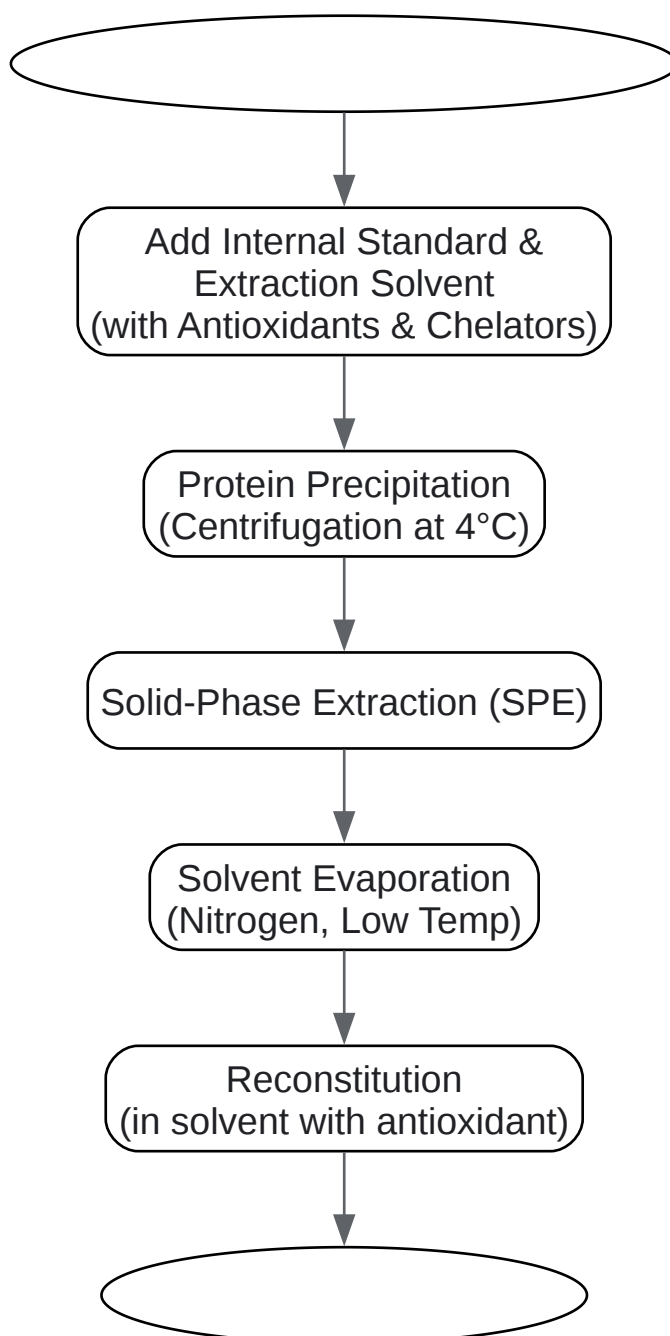 Add Internal Standard &
Extraction Solvent
(with Antioxidants & Chelators)
Protein Precipitation
(Centrifugation at 4°C)
Solid-Phase Extraction (SPE)
Solvent Evaporation
(Nitrogen, Low Temp)
Reconstitution
(in solvent with antioxidant)